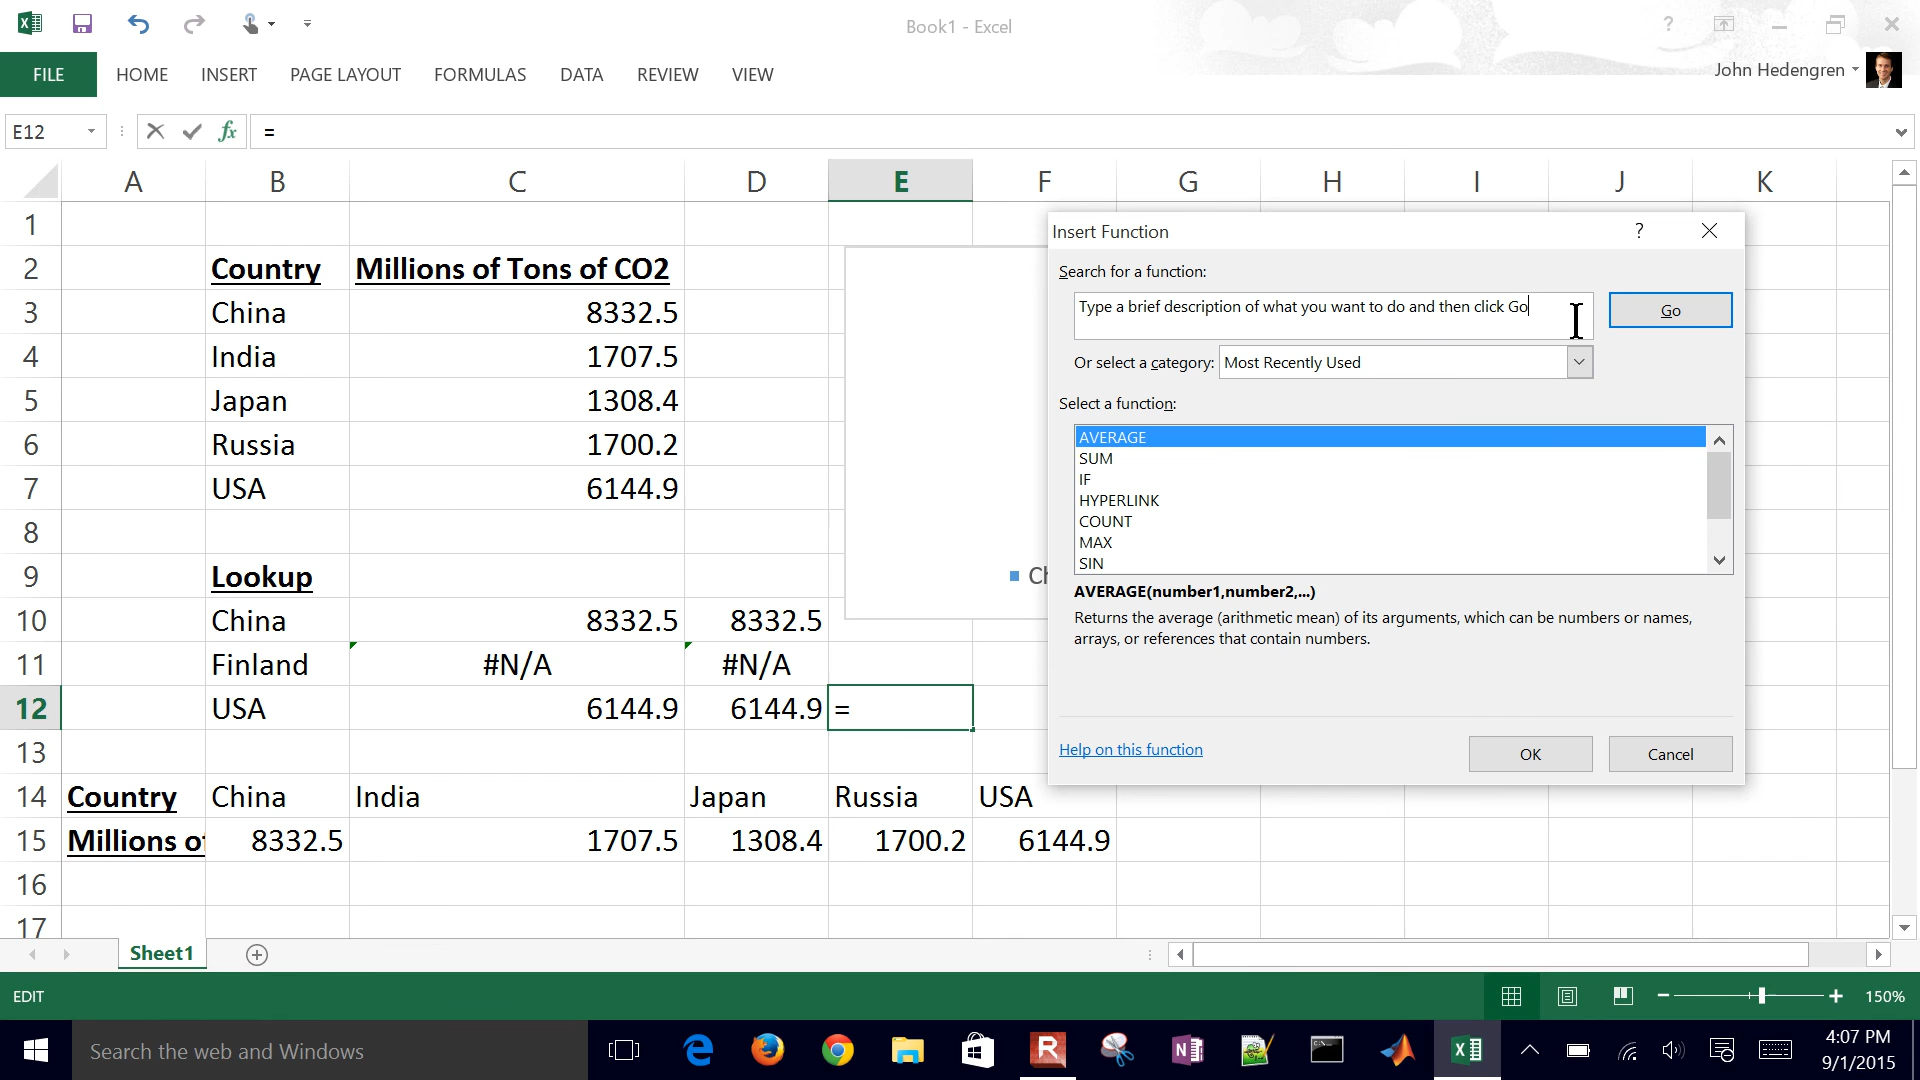 Book1 - Excel
?
FILE HOME INSERT PAGE LAYOUT FORMULAS DATA REVIEW VIEW
John Hedengren
E12 fx =
A B C D E F G H I J K
1
2 Country Millions of Tons of CO2
3 China 8332.5
4 India 1707.5
5 Japan 1308.4
6 Russia 1700.2
7 USA 6144.9
8
9 Lookup
10 China 8332.5 8332.5
11 Finland #N/A #N/A
12 USA 6144.9 6144.9 =
13
14 Country China India Japan Russia USA
15 Millions of 8332.5 1707.5 1308.4 1700.2 6144.9
16
17
Ch
Insert Function ?
Search for a function:
Type a brief description of what you want to do and then click Go
Go
Or select a category: Most Recently Used
Select a function:
AVERAGE
SUM
IF
HYPERLINK
COUNT
MAX
SIN
AVERAGE(number1,number2,...)
Returns the average (arithmetic mean) of its arguments, which can be numbers or names,
arrays, or references that contain numbers.
Help on this function
OK Cancel
Sheet1
EDIT 150%
Search the web and Windows
4:07 PM
9/1/2015